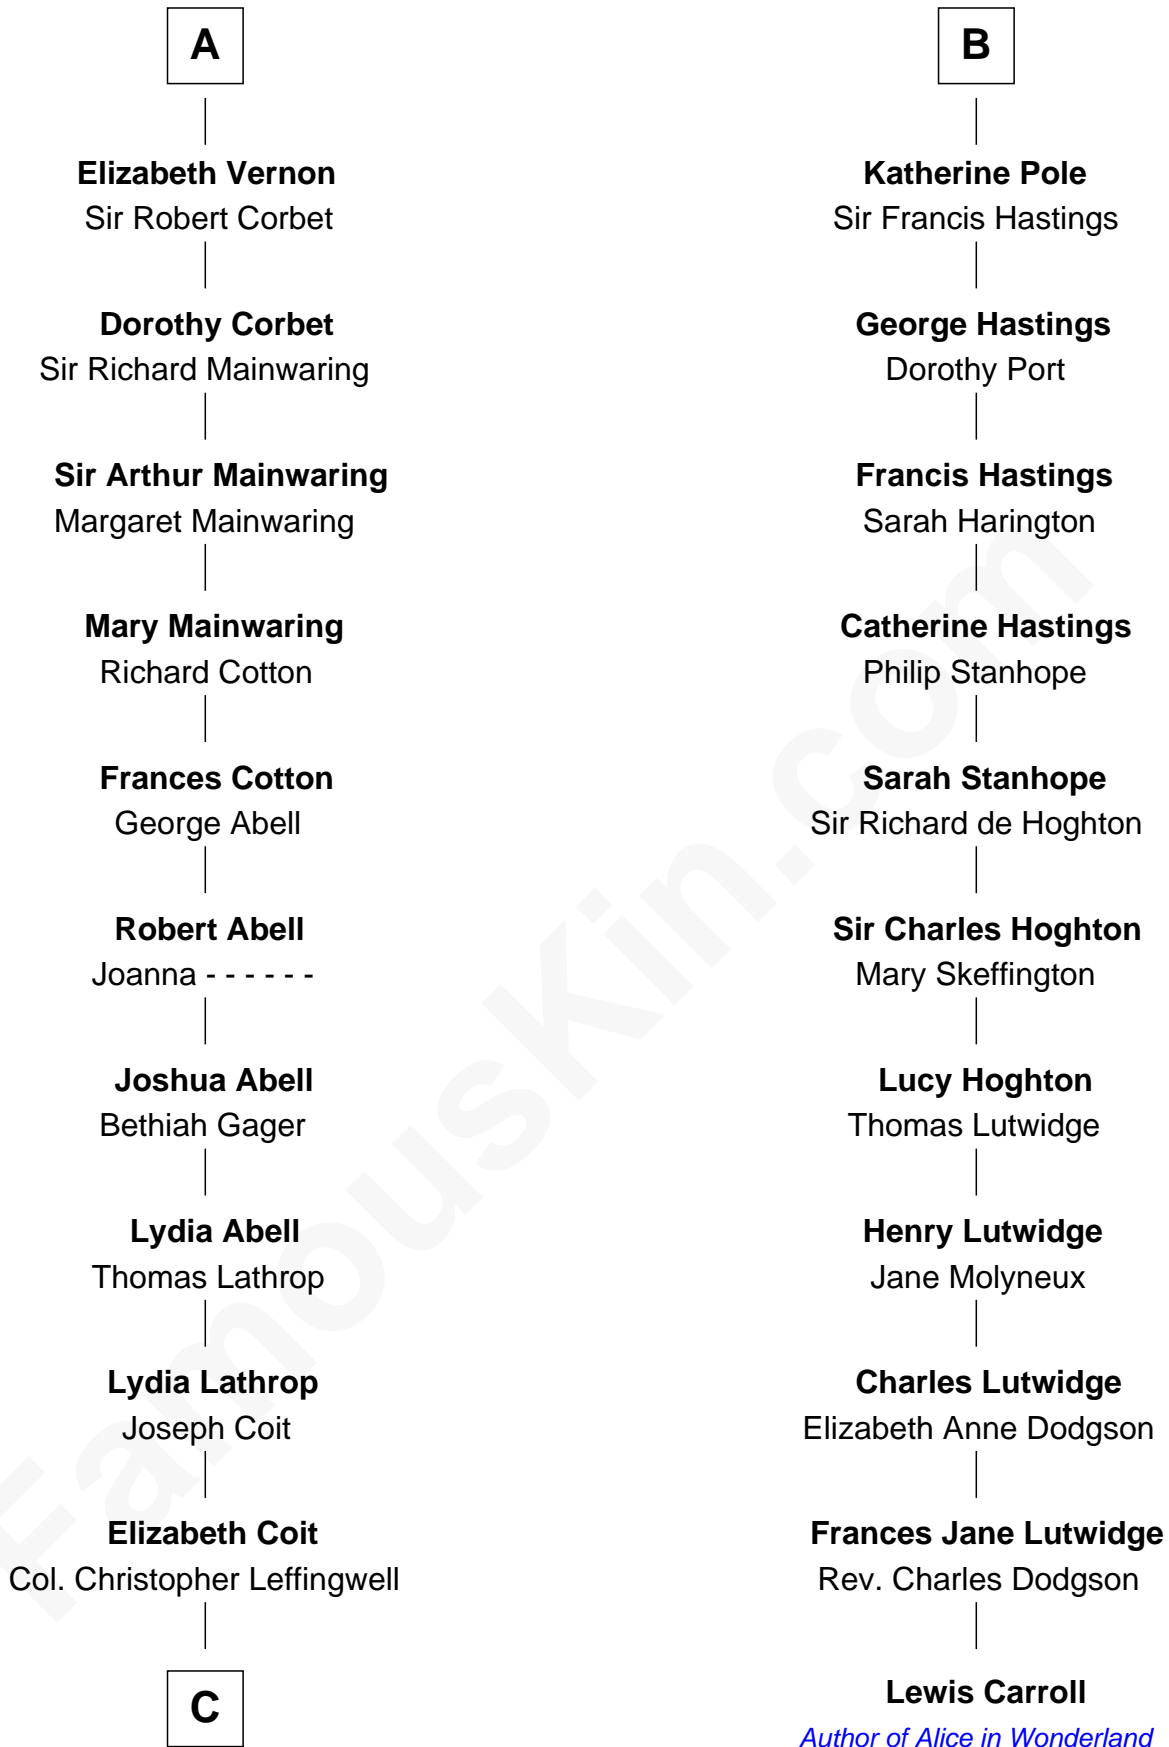 A
Elizabeth Vernon
Sir Robert Corbet
Dorothy Corbet
Sir Richard Mainwaring
Sir Arthur Mainwaring
Margaret Mainwaring
Mary Mainwaring
Richard Cotton
Frances Cotton
George Abell
Robert Abell
Joanna - - - - - -
Joshua Abell
Bethiah Gager
Lydia Abell
Thomas Lathrop
Lydia Lathrop
Joseph Coit
Elizabeth Coit
Col. Christopher Leffingwell
C
B
Katherine Pole
Sir Francis Hastings
George Hastings
Dorothy Port
Francis Hastings
Sarah Harington
Catherine Hastings
Philip Stanhope
Sarah Stanhope
Sir Richard de Hoghton
Sir Charles Hoghton
Mary Skeffington
Lucy Hoghton
Thomas Lutwidge
Henry Lutwidge
Jane Molyneux
Charles Lutwidge
Elizabeth Anne Dodgson
Frances Jane Lutwidge
Rev. Charles Dodgson
Lewis Carroll
Author of Alice in Wonderland
FamousKin.com